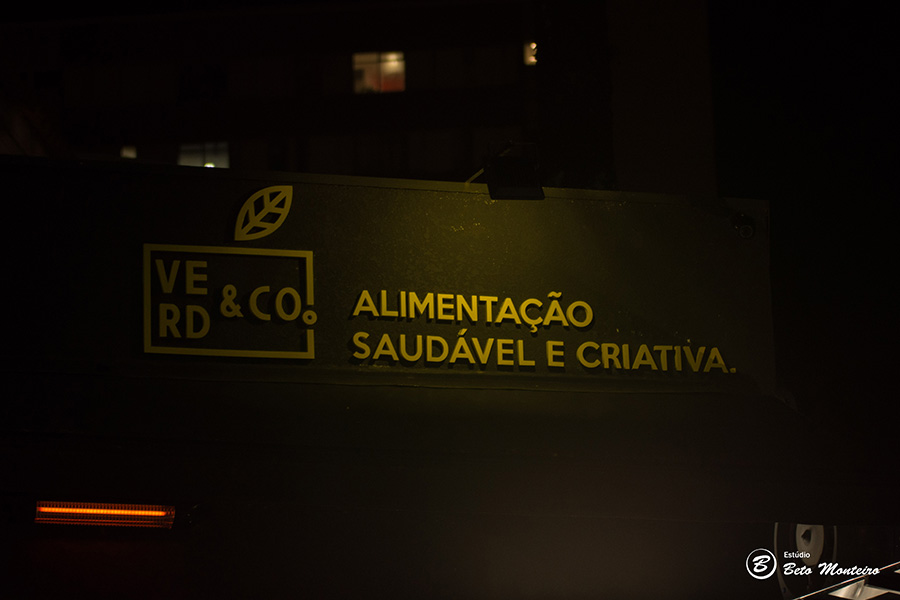 VE
RD
&CO.
ALIMENTAÇÃO
SAUDÁVEL E CRIATIVA.
B
Estúdio
Beto Monteiro